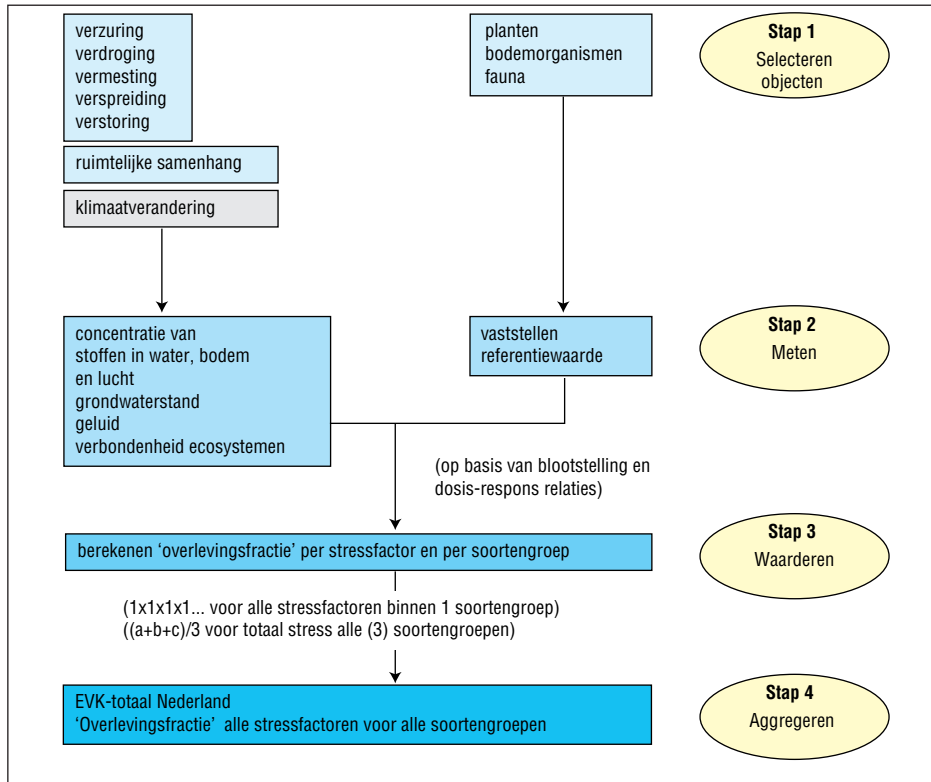 verzuring
verdroging
vermesting
verspreiding
verstoring
ruimtelijke samenhang
klimaatverandering
planten
bodemorganismen
fauna
Stap 1
Selecteren
objecten
concentratie van
stoffen in water, bodem
en lucht
grondwaterstand
geluid
verbondenheid ecosystemen
vaststellen
referentiewaarde
Stap 2
Meten
(op basis van blootstelling en
dosis-respons relaties)
berekenen ‘overlevingsfractie’ per stressfactor en per soortengroep
Stap 3
Waarderen
(1x1x1x1... voor alle stressfactoren binnen 1 soortengroep)
((a+b+c)/3 voor totaal stress alle (3) soortengroepen)
EVK-totaal Nederland
‘Overlevingsfractie’ alle stressfactoren voor alle soortengroepen
Stap 4
Aggregeren